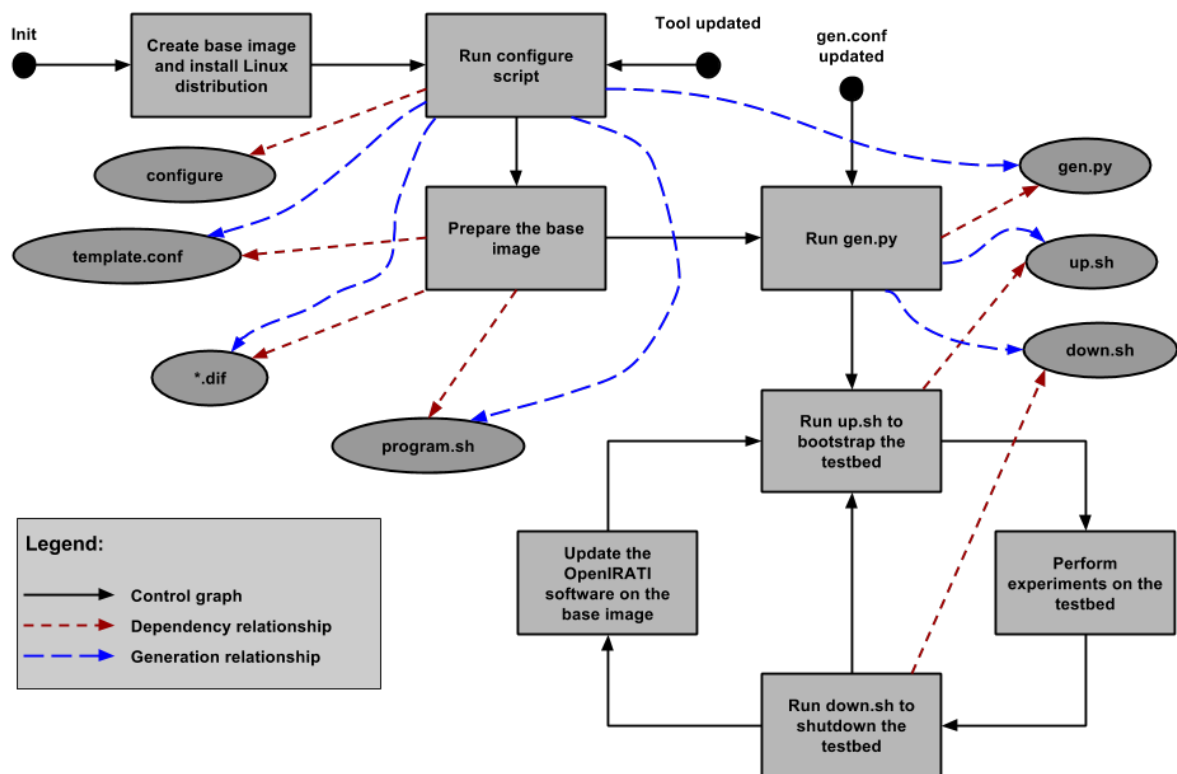 Init
Create base image
and install Linux
distribution
Run configure
script
Tool updated
gen.conf
updated
configure
gen.py
template.conf
Prepare the base
image
Run gen.py
up.sh
*.dif
down.sh
program.sh
Run up.sh to
bootstrap the
testbed
Legend:
Control graph
Dependency relationship
Generation relationship
Update the
OpenIRATI
software on the
base image
Perform
experiments on the
testbed
Run down.sh to
shutdown the
testbed